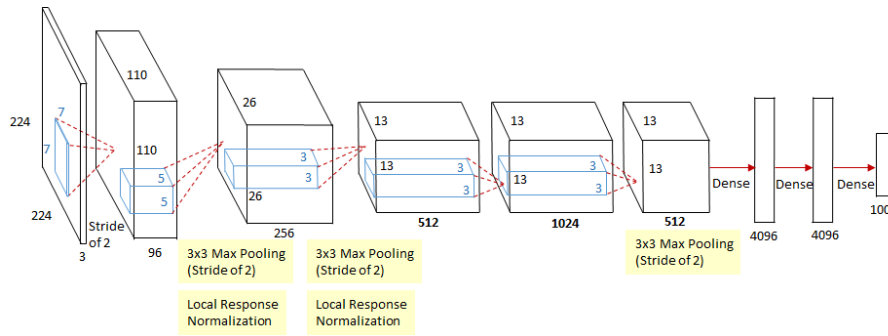 224
7
7
224
3
Stride
of 2
110
110
5
5
96
26
26
3
3
256
3x3 Max Pooling
(Stride of 2)
Local Response
Normalization
13
13
3
3
512
3x3 Max Pooling
(Stride of 2)
Local Response
Normalization
13
13
3
3
1024
13
13
512
3x3 Max Pooling
(Stride of 2)
Dense
4096
Dense
4096
Dense
100